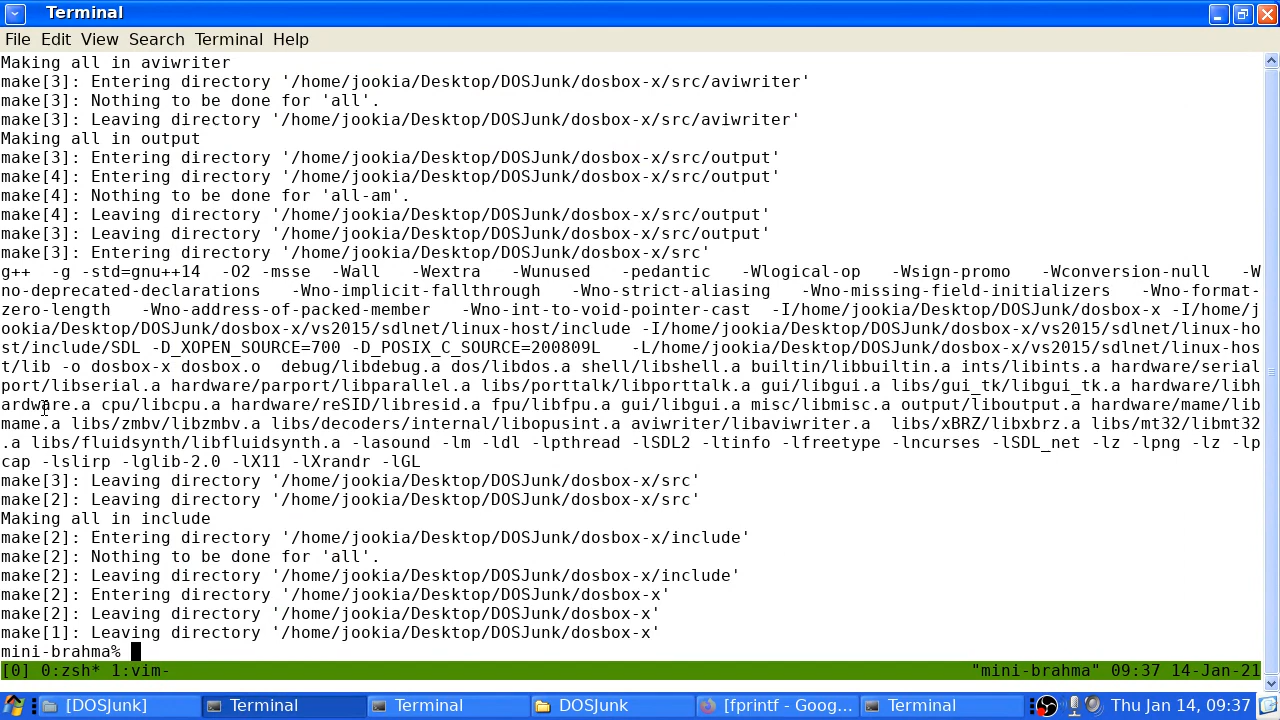 Terminal
File Edit View Search Terminal Help
Making all in aviwriter
make[3]: Entering directory '/home/jookia/Desktop/DOSJunk/dosbox-x/src/aviwriter'
make[3]: Nothing to be done for 'all'.
make[3]: Leaving directory '/home/jookia/Desktop/DOSJunk/dosbox-x/src/aviwriter'
Making all in output
make[3]: Entering directory '/home/jookia/Desktop/DOSJunk/dosbox-x/src/output'
make[4]: Entering directory '/home/jookia/Desktop/DOSJunk/dosbox-x/src/output'
make[4]: Nothing to be done for 'all-am'.
make[4]: Leaving directory '/home/jookia/Desktop/DOSJunk/dosbox-x/src/output'
make[3]: Leaving directory '/home/jookia/Desktop/DOSJunk/dosbox-x/src/output'
make[3]: Entering directory '/home/jookia/Desktop/DOSJunk/dosbox-x/src'
g++  -g -std=gnu++14  -O2 -msse  -Wall   -Wextra   -Wunused   -pedantic   -Wlogical-op   -Wsign-promo   -Wconversion-null   -W
no-deprecated-declarations   -Wno-implicit-fallthrough   -Wno-strict-aliasing   -Wno-missing-field-initializers   -Wno-format-
zero-length   -Wno-address-of-packed-member   -Wno-int-to-void-pointer-cast  -I/home/jookia/Desktop/DOSJunk/dosbox-x -I/home/j
ookia/Desktop/DOSJunk/dosbox-x/vs2015/sdlnet/linux-host/include -I/home/jookia/Desktop/DOSJunk/dosbox-x/vs2015/sdlnet/linux-ho
st/include/SDL -D_XOPEN_SOURCE=700 -D_POSIX_C_SOURCE=200809L   -L/home/jookia/Desktop/DOSJunk/dosbox-x/vs2015/sdlnet/linux-hos
t/lib -o dosbox-x dosbox.o  debug/libdebug.a dos/libdos.a shell/libshell.a builtin/libbuiltin.a ints/libints.a hardware/serial
port/libserial.a hardware/parport/libparallel.a libs/porttalk/libporttalk.a gui/libgui.a libs/gui_tk/libgui_tk.a hardware/libh
ardware.a cpu/libcpu.a hardware/reSID/libresid.a fpu/libfpu.a gui/libgui.a misc/libmisc.a output/liboutput.a hardware/mame/lib
mame.a libs/zmbv/libzmbv.a libs/decoders/internal/libopusint.a aviwriter/libaviwriter.a  libs/xBRZ/libxbrz.a libs/mt32/libmt32
.a libs/fluidsynth/libfluidsynth.a -lasound -lm -ldl -lpthread -lSDL2 -ltinfo -lfreetype -lncurses -lSDL_net -lz -lpng -lz -lp
cap -lslirp -lglib-2.0 -lX11 -lXrandr -lGL
make[3]: Leaving directory '/home/jookia/Desktop/DOSJunk/dosbox-x/src'
make[2]: Leaving directory '/home/jookia/Desktop/DOSJunk/dosbox-x/src'
Making all in include
make[2]: Entering directory '/home/jookia/Desktop/DOSJunk/dosbox-x/include'
make[2]: Nothing to be done for 'all'.
make[2]: Leaving directory '/home/jookia/Desktop/DOSJunk/dosbox-x/include'
make[2]: Entering directory '/home/jookia/Desktop/DOSJunk/dosbox-x'
make[2]: Leaving directory '/home/jookia/Desktop/DOSJunk/dosbox-x'
make[1]: Leaving directory '/home/jookia/Desktop/DOSJunk/dosbox-x'
mini-brahma%
[0] 0:zsh* 1:vim- "mini-brahma" 09:37 14-Jan-21
[DOSJunk] Terminal Terminal DOSJunk [fprintf - Goog... Terminal Thu Jan 14, 09:37